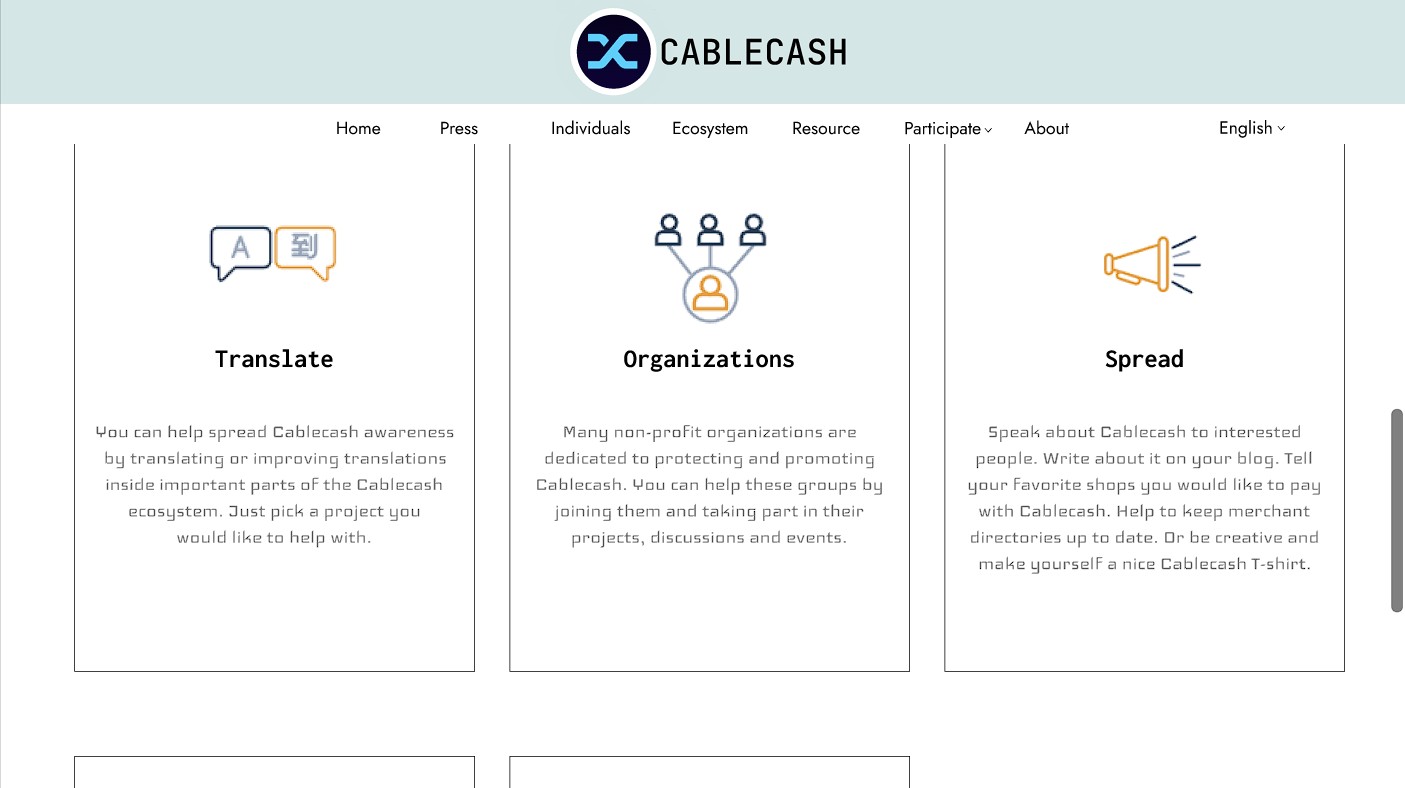 CABLECASH
Home Press Individuals Ecosystem Resource Participate About English
A 到
Translate
You can help spread Cablecash awareness
by translating or improving translations
inside important parts of the Cablecash
ecosystem. Just pick a project you
would like to help with.
Organizations
Many non-profit organizations are
dedicated to protecting and promoting
Cablecash. You can help these groups by
joining them and taking part in their
projects, discussions and events.
Spread
Speak about Cablecash to interested
people. Write about it on your blog. Tell
your favorite shops you would like to pay
with Cablecash. Help to keep merchant
directories up to date. Or be creative and
make yourself a nice Cablecash T-shirt.